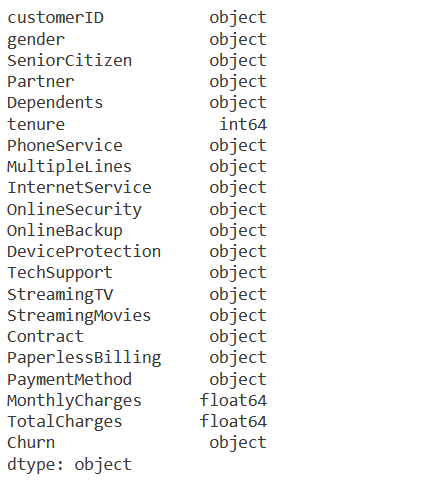 customerID object
gender object
SeniorCitizen object
Partner object
Dependents object
tenure int64
PhoneService object
MultipleLines object
InternetService object
OnlineSecurity object
OnlineBackup object
DeviceProtection object
TechSupport object
StreamingTV object
StreamingMovies object
Contract object
PaperlessBilling object
PaymentMethod object
MonthlyCharges float64
TotalCharges float64
Churn object
dtype: object